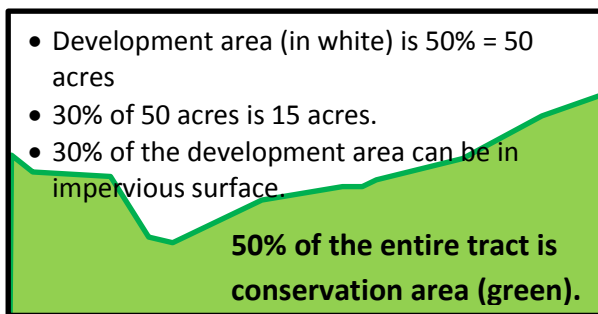 • Development area (in white) is 50% = 50
acres
• 30% of 50 acres is 15 acres.
• 30% of the development area can be in
impervious surface.
50% of the entire tract is
conservation area (green).